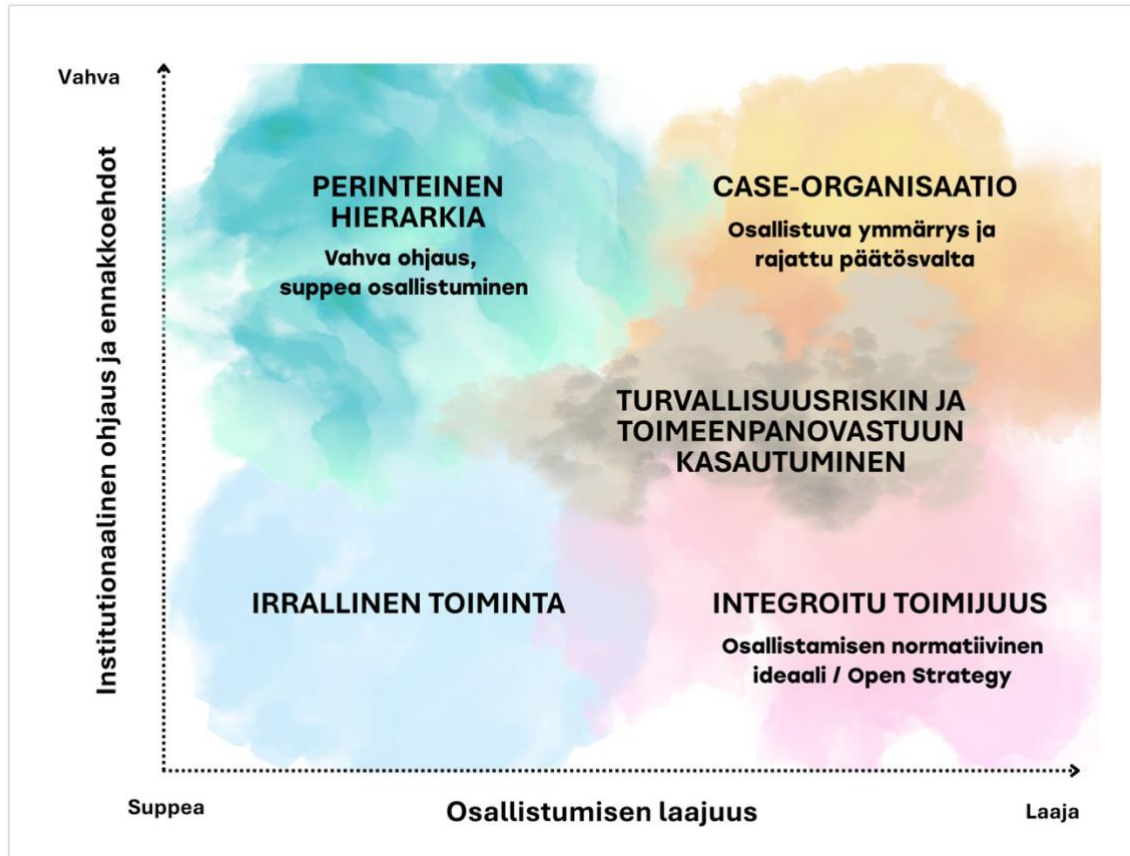 Vahva
Institutionaalinen ohjaus ja ennakkoehdot
PERINTEINEN
HIERARKIA
Vahva ohjaus,
suppea osallistuminen
CASE-ORGANISAATIO
Osallistuva ymmärrys ja
rajattu päätösvalta
TURVALLISUUSRISKIN JA
TOIMEENPANOVASTUUN
KASAUTUMINEN
IRRALLINEN TOIMINTA
INTEGROITU TOIMIJUUS
Osallistamisen normatiivinen
ideaali / Open Strategy
Suppea
Osallistumisen laajuus
Laaja